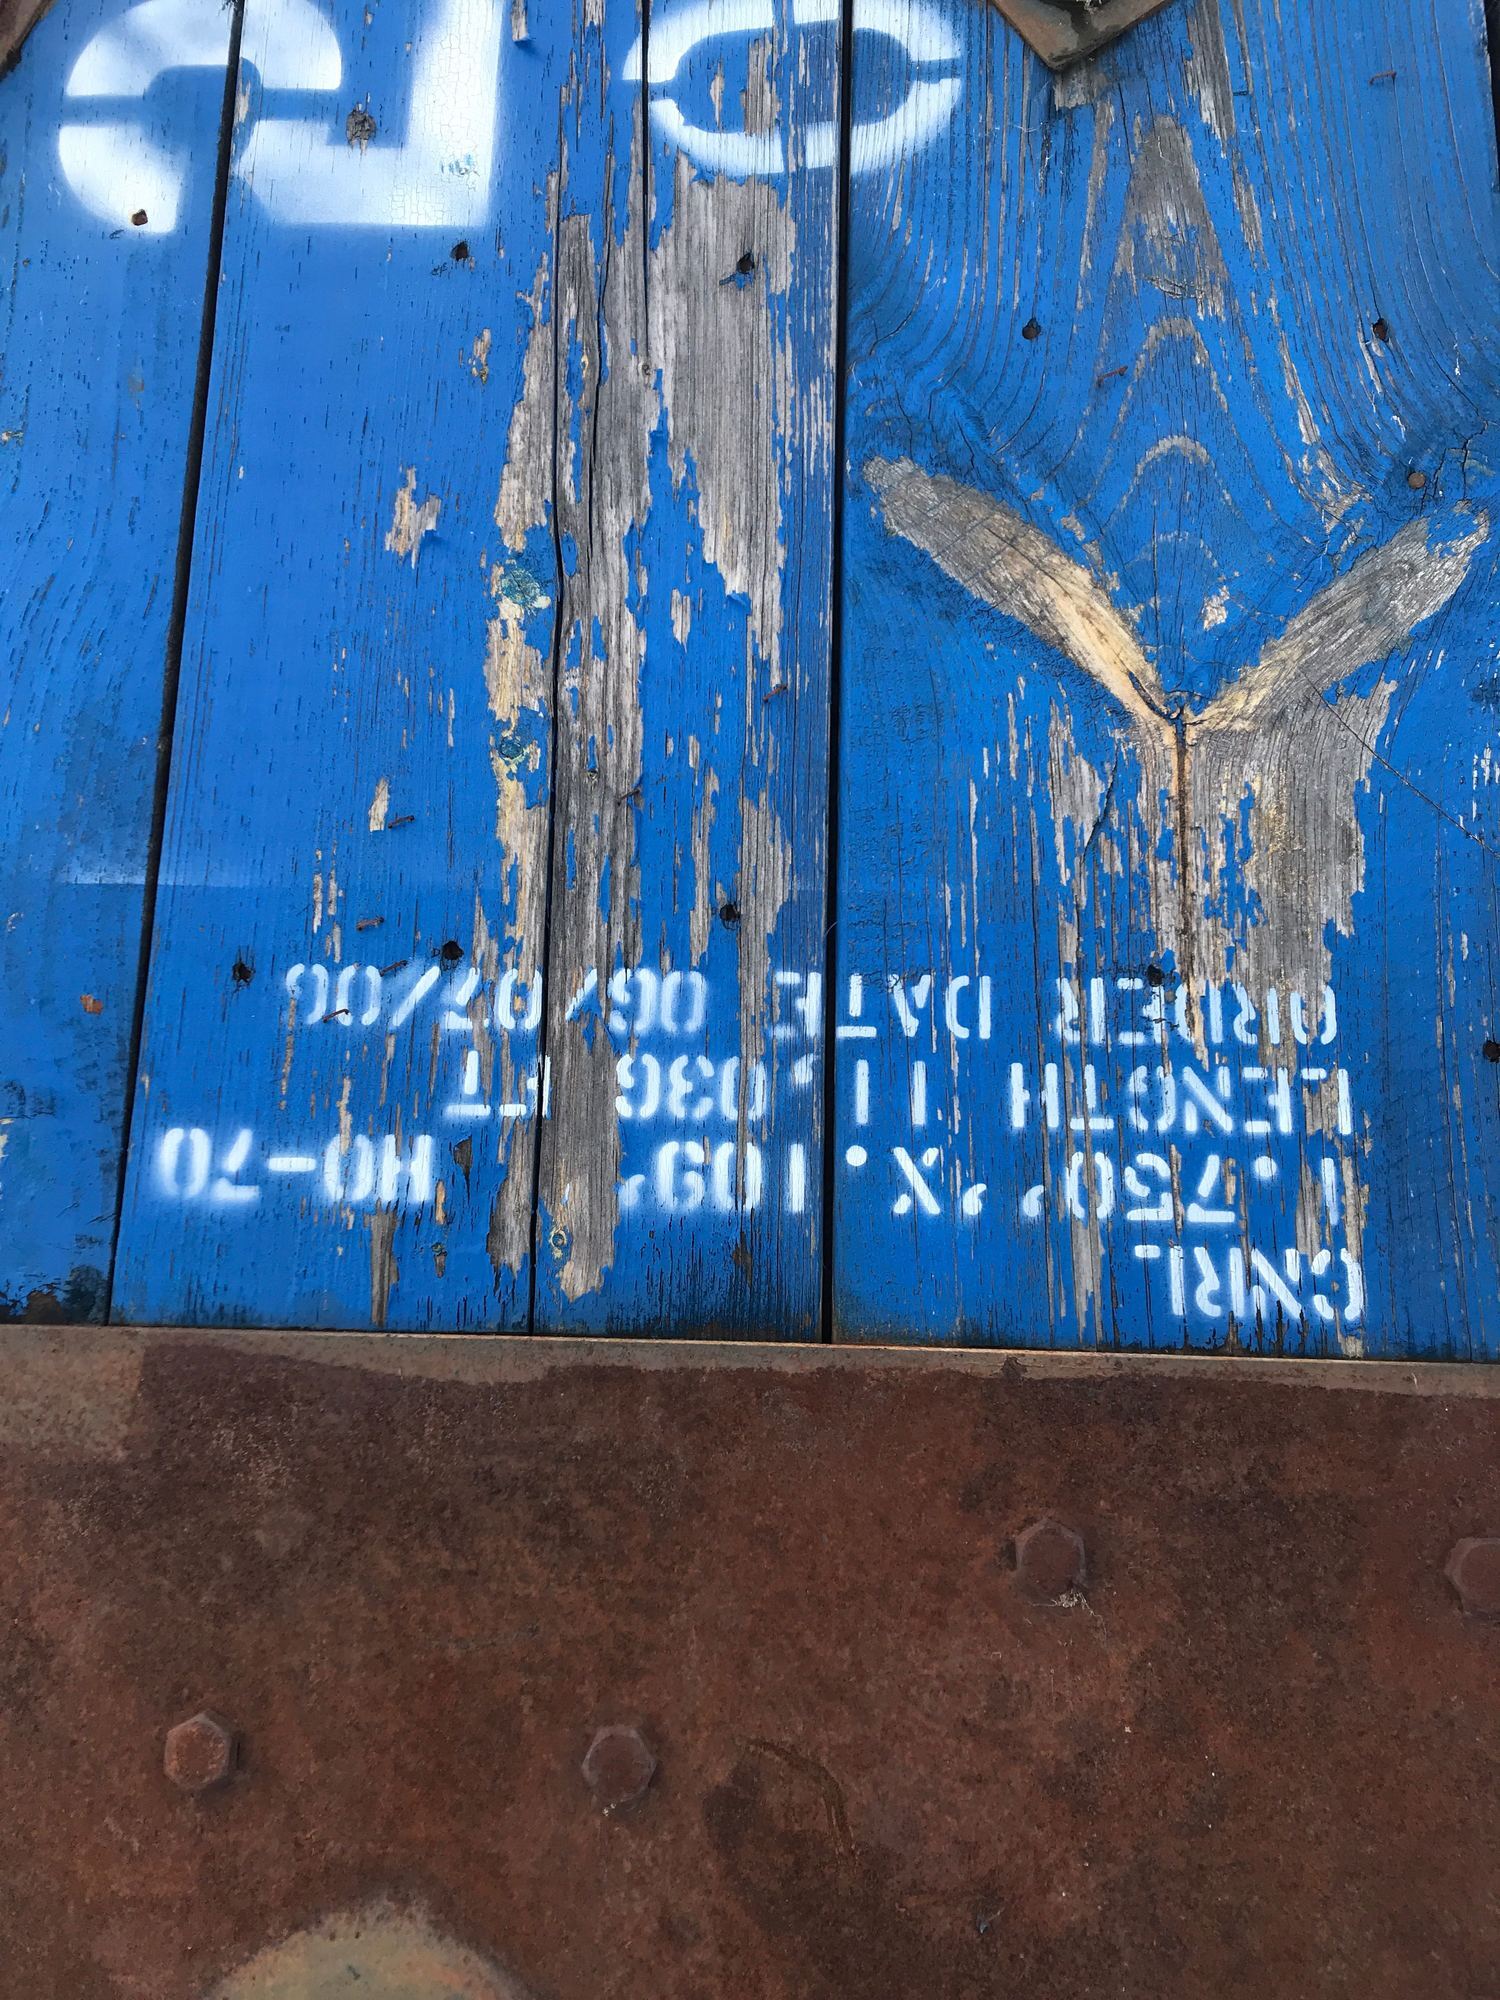 CNRL
1.750''X.109' HO-70
LENGTH 11,036 FT
ORDER DATE 06/07/00